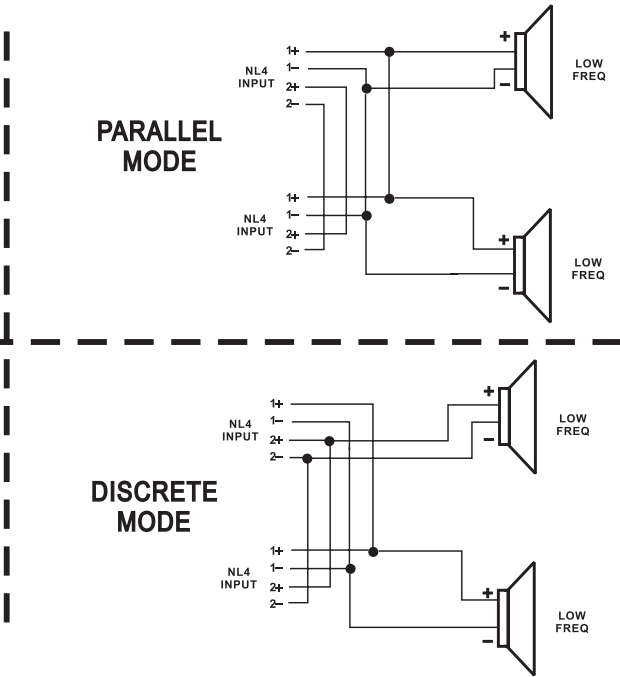 1+
1-
NL4
INPUT
2+
2-
+
-
LOW
FREQ
PARALLEL
MODE
1+
1-
NL4
INPUT
2+
2-
+
-
LOW
FREQ
1+
1-
NL4
INPUT
2+
2-
+
-
LOW
FREQ
DISCRETE
MODE
1+
1-
NL4
INPUT
2+
2-
+
-
LOW
FREQ